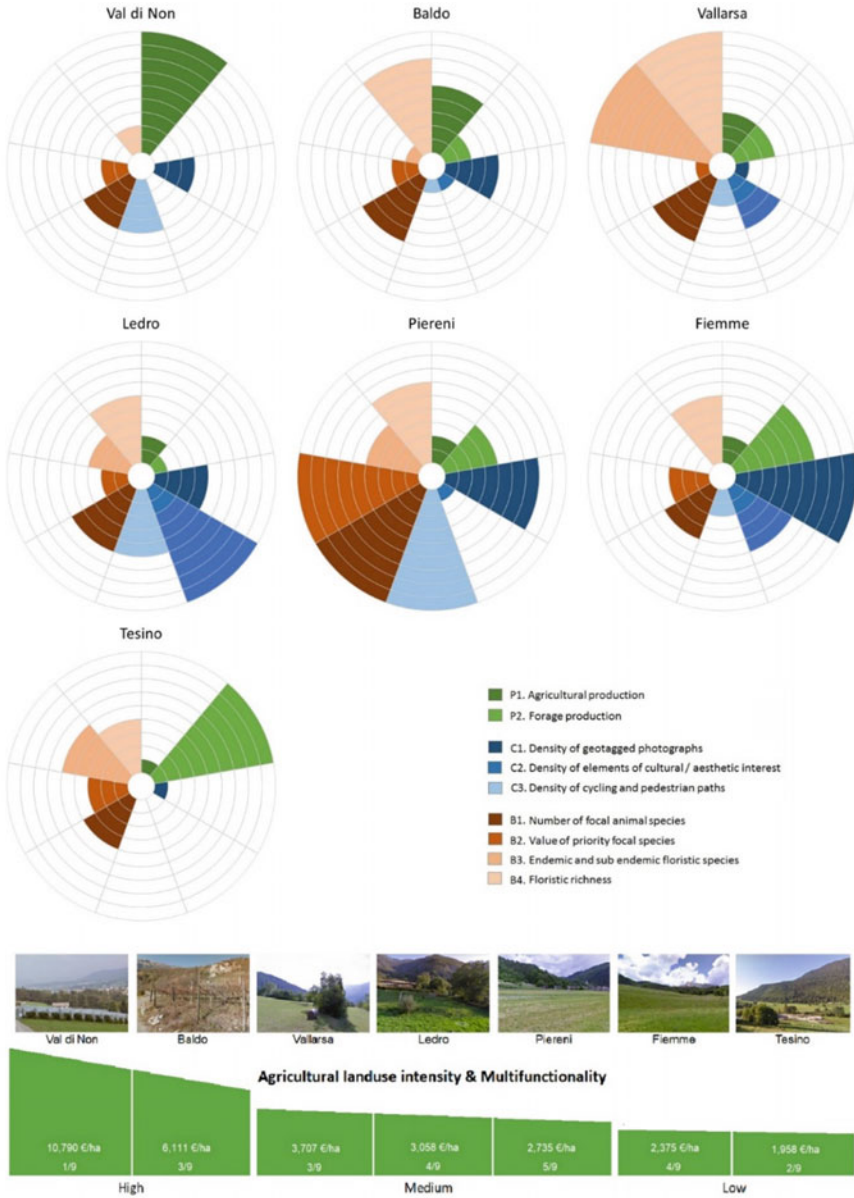 Val di Non
Baldo
Vallarsa
Ledro
Piereni
Fiemme
Tesino
P1. Agricultural production
P2. Forage production
C1. Density of geotagged photographs
C2. Density of elements of cultural / aesthetic interest
C3. Density of cycling and pedestrian paths
B1. Number of focal animal species
B2. Value of priority focal species
B3. Endemic and sub endemic floristic species
B4. Floristic richness
Val di Non
Baldo
Vallarsa
Ledro
Piereni
Fiemme
Tesino
Agricultural landuse intensity & Multifunctionality
10,790 €/ha
6,111 €/ha
3,707 €/ha
3,058 €/ha
2,735 €/ha
2,375 €/ha
1,958 €/ha
1/9
3/9
3/9
4/9
5/9
4/9
2/9
High
Medium
Low